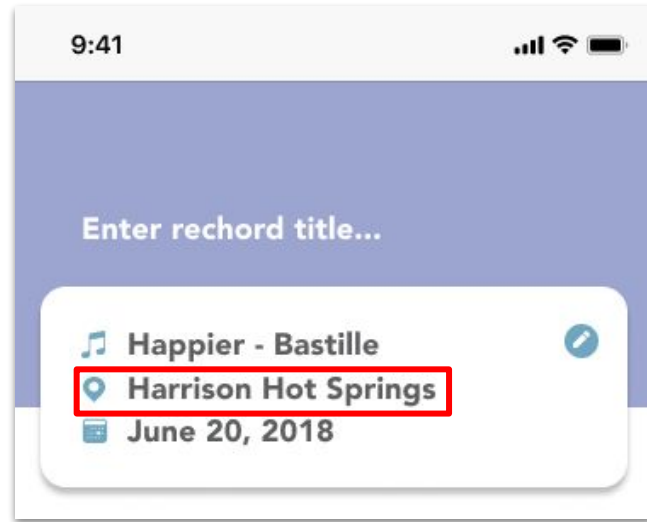 9:41
Enter rechord title...
Happier - Bastille
Harrison Hot Springs
June 20, 2018